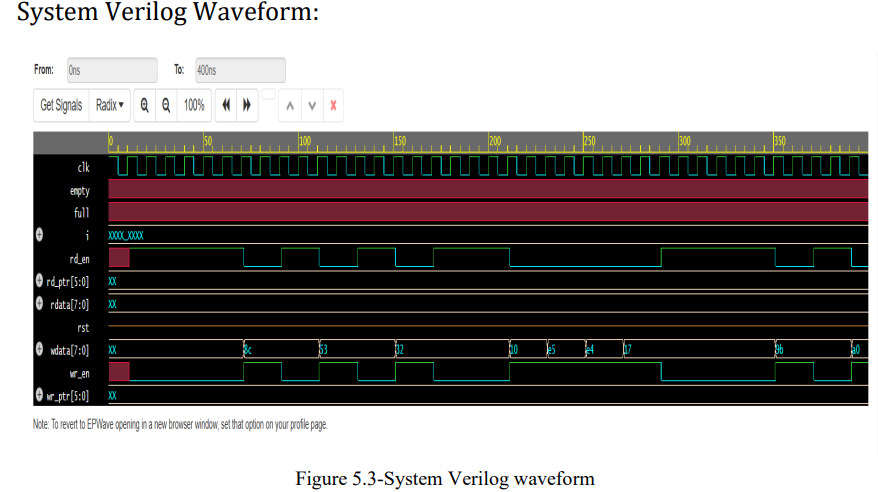 System Verilog Waveform:
From: 0ns To: 400ns
Get Signals Radix▾ 100%
0 50 100 150 200 250 300 350
clk
empty
full
i XXXX_XXXX
rd_en
rd_ptr[5:0] XX
rdata[7:0] XX
rst
wdata[7:0] XX 53 32 10 e5 e4 17 9b a0
wr_en
wr_ptr[5:0] XX
Note: To revert to EPWave opening in a new browser window, set that option on your profile page.
Figure 5.3-System Verilog waveform